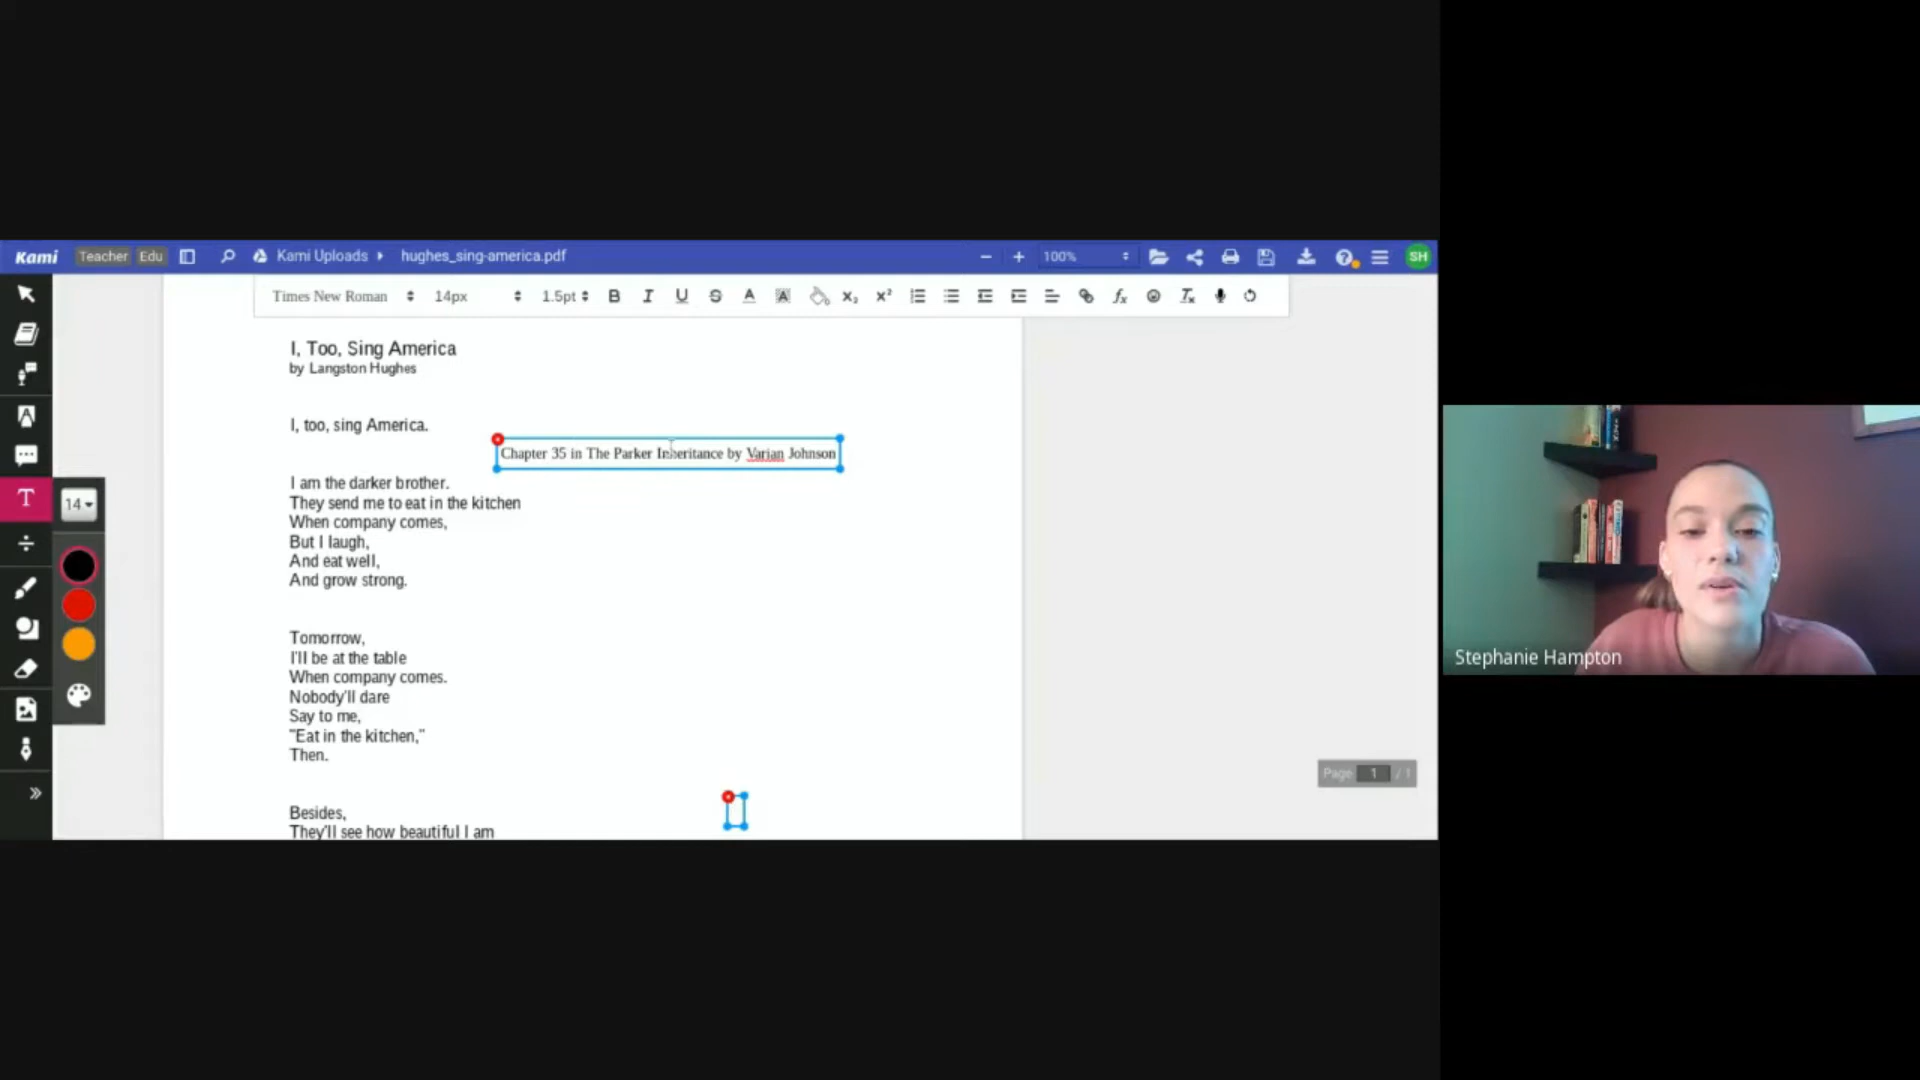 Kami Teacher Edu Kami Uploads hughes_sing-america.pdf 100% SH
Times New Roman 14px 1.5pt B I U S A A X₂ X² fx Tx
I, Too, Sing America
by Langston Hughes
I, too, sing America.
Chapter 35 in The Parker Inheritance by Varian Johnson
I am the darker brother.
They send me to eat in the kitchen
When company comes,
But I laugh,
And eat well,
And grow strong.
T
14
Tomorrow,
I'll be at the table
When company comes.
Nobody'll dare
Say to me,
"Eat in the kitchen,"
Then.
Besides,
They'll see how beautiful I am
Page 1 / 1
Stephanie Hampton